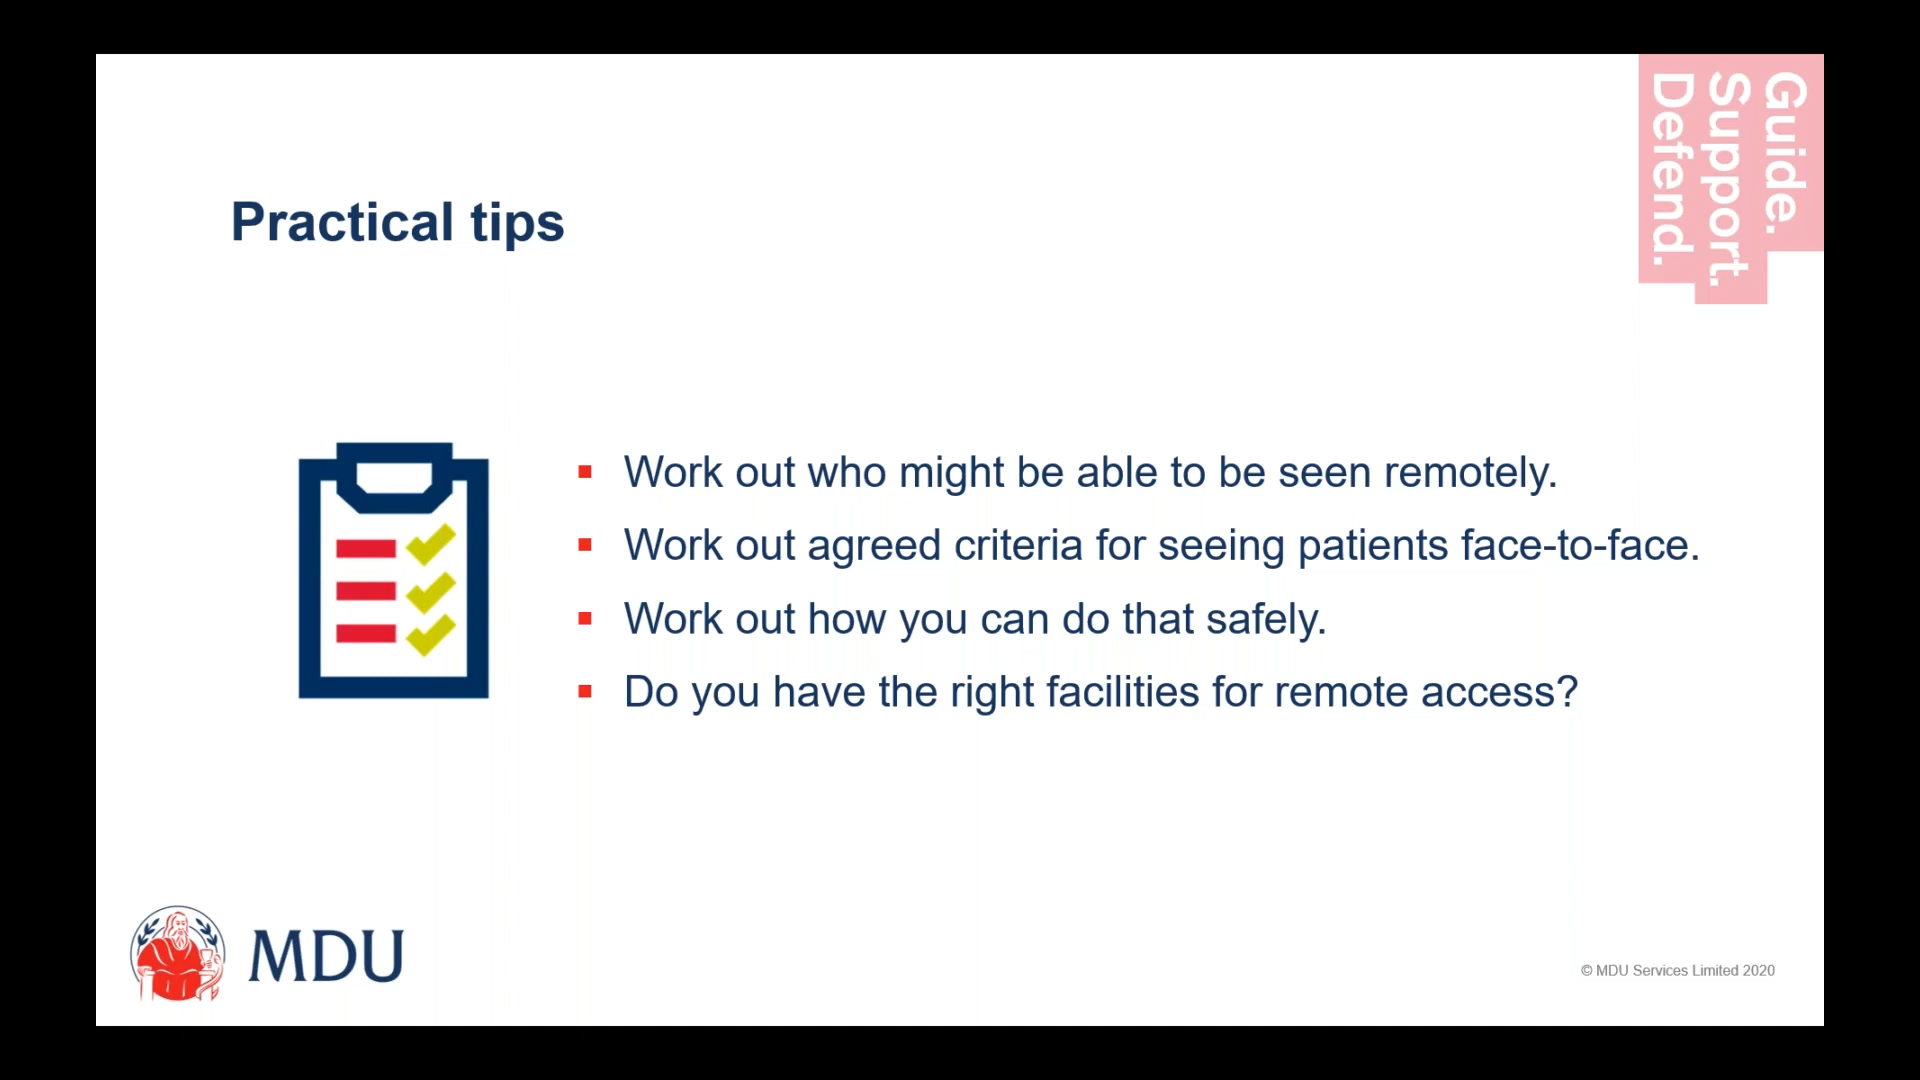 Guide.
Support.
Defend.
Practical tips
Work out who might be able to be seen remotely.
Work out agreed criteria for seeing patients face-to-face.
Work out how you can do that safely.
Do you have the right facilities for remote access?
MDU
© MDU Services Limited 2020